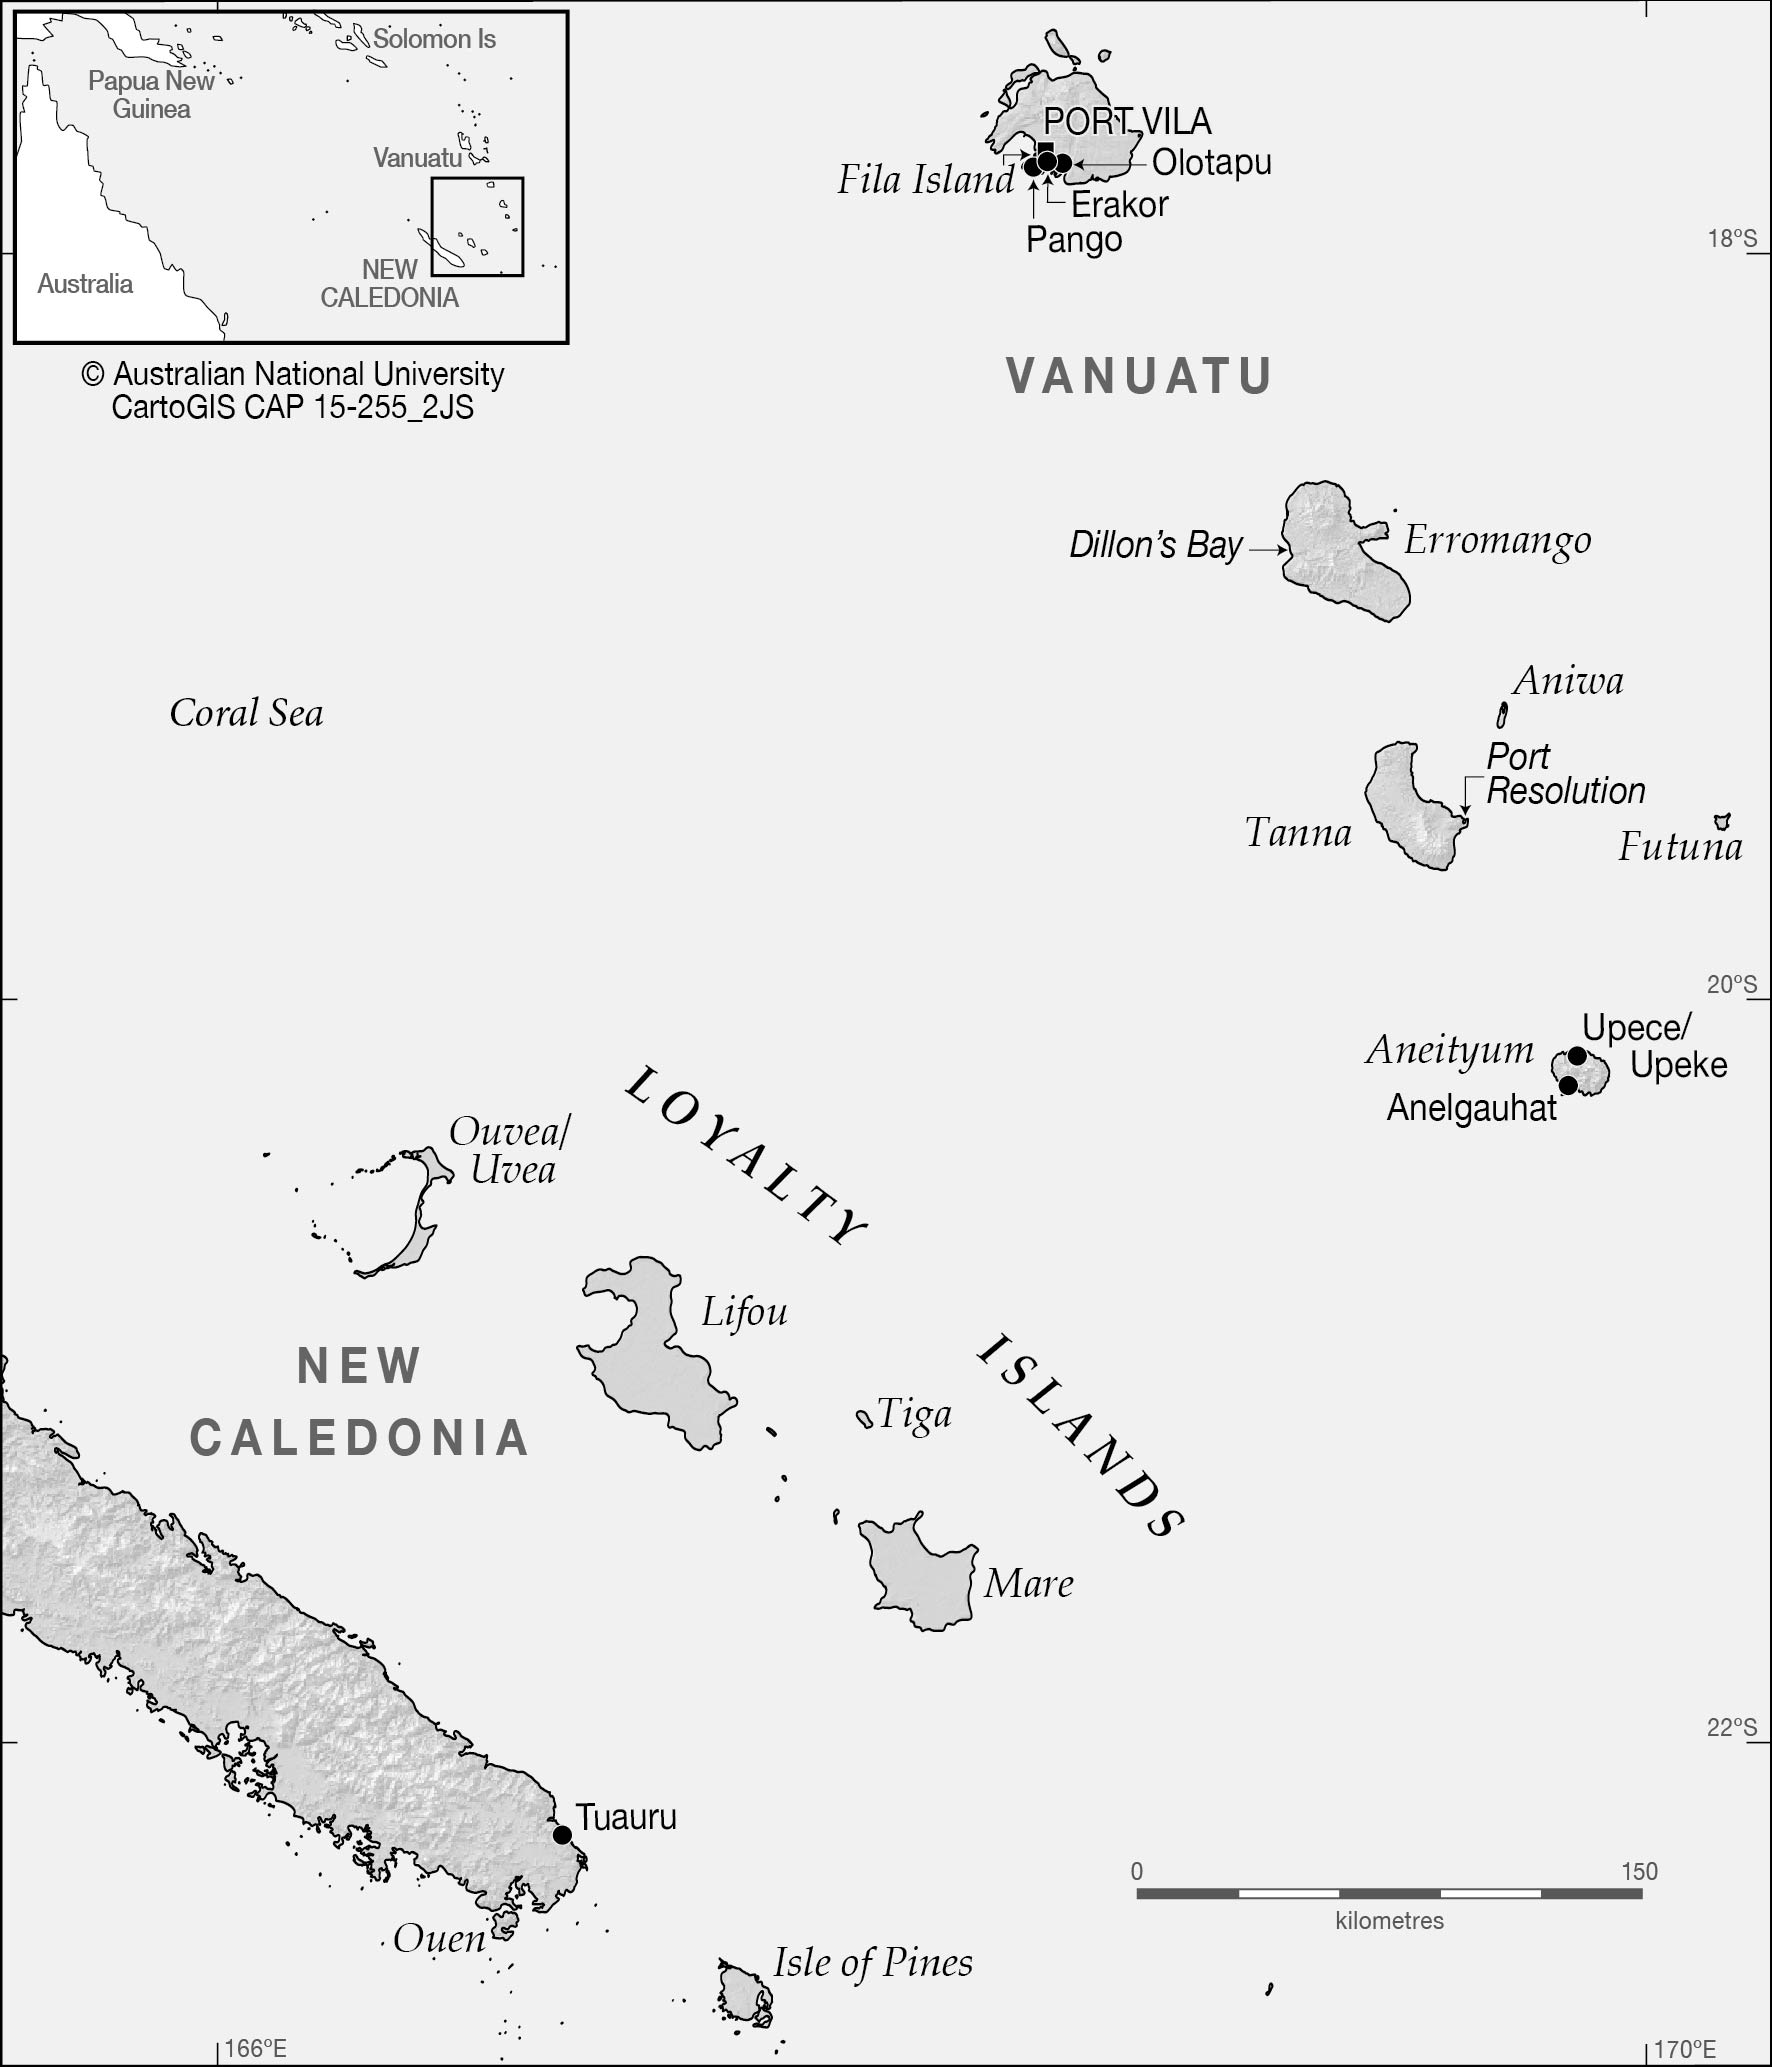 Solomon Is
Papua New
Guinea
Vanuatu
NEW
CALEDONIA
Australia
© Australian National University
CartoGIS CAP 15-255_2JS
PORT VILA
Fila Island
Olotapu
Erakor
Pango
18°S
VANUATU
Dillon's Bay
Erromango
Aniwa
Coral Sea
Port
Resolution
Tanna
Futuna
20°S
Upece/
Upeke
Aneityum
Anelgauhat
LOYALTY
ISLANDS
Ouvea/
Uvea
Lifou
NEW
CALEDONIA
Tiga
Mare
22°S
Tuauru
0 150
kilometres
Ouen
Isle of Pines
166°E
170°E